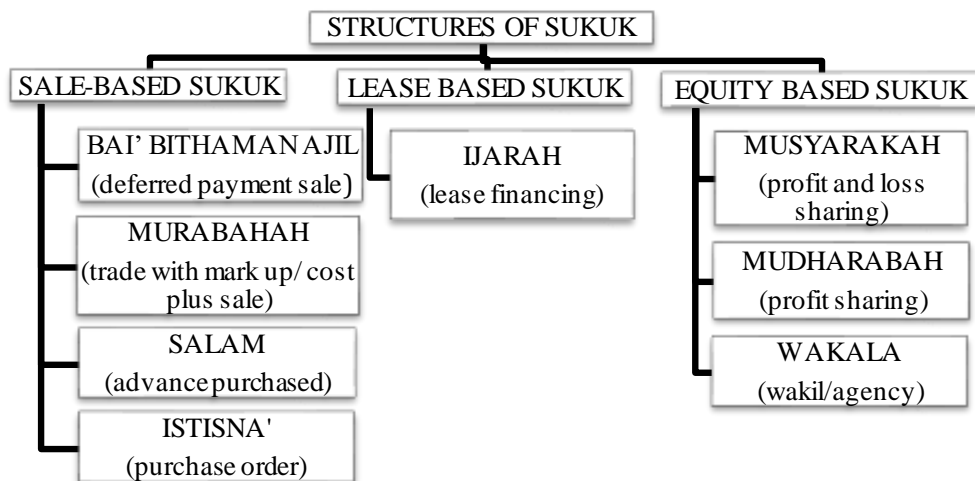 STRUCTURES OF SUKUK
SALE-BASED SUKUK
BAI’ BITHAMAN AJIL
(deferred payment sale)
MURABAHAH
(trade with mark up/ cost
plus sale)
SALAM
(advance purchased)
ISTISNA'
(purchase order)
LEASE BASED SUKUK
IJARAH
(lease financing)
EQUITY BASED SUKUK
MUSYARAKAH
(profit and loss
sharing)
MUDHARABAH
(profit sharing)
WAKALA
(wakil/agency)